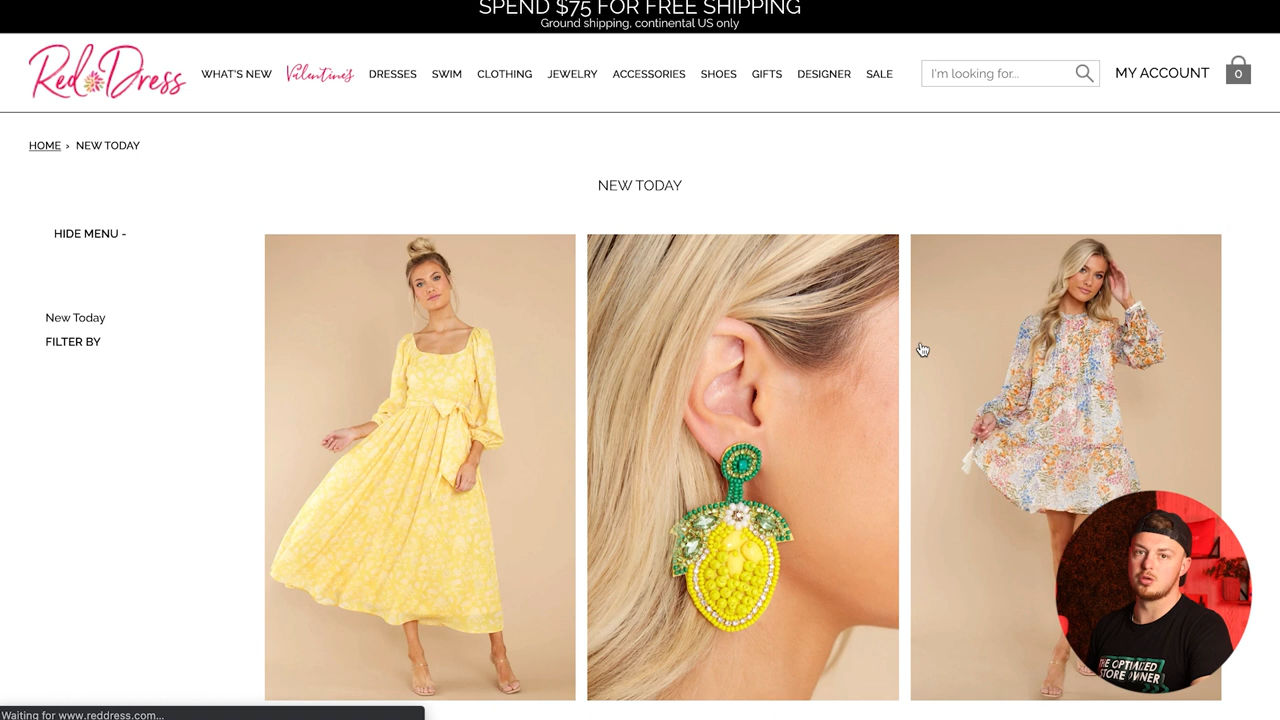 SPEND $75 FOR FREE SHIPPING
Ground shipping, continental US only
Red Dress
WHAT'S NEW Valentine's DRESSES SWIM CLOTHING JEWELRY ACCESSORIES SHOES GIFTS DESIGNER SALE
I'm looking for...
MY ACCOUNT
0
HOME › NEW TODAY
NEW TODAY
HIDE MENU -
New Today
FILTER BY
THE OPTIMIZED
STORE OWNER
Waiting for www.reddress.com...